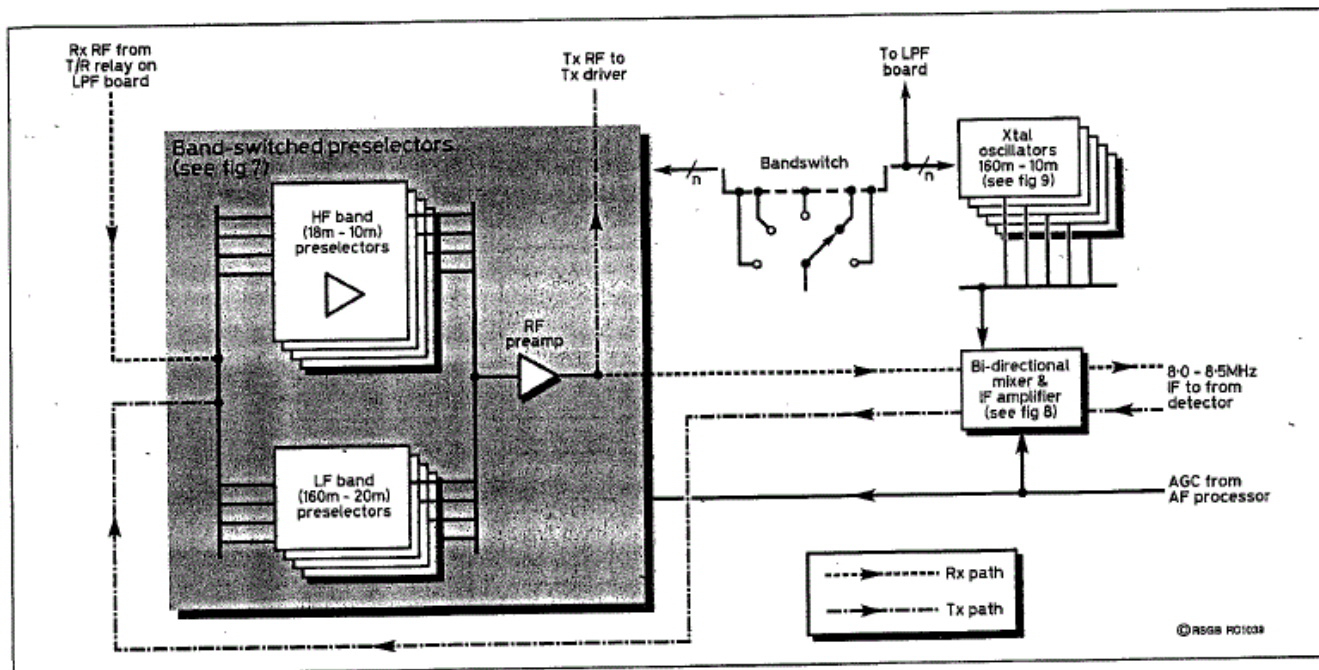 Rx RF from
T/R relay on
LPF board
Tx RF to
Tx driver
To LPF
board
Band-switched preselectors
(see fig 7)
HF band
(18m - 10m)
preselectors
RF
preamp
LF band
(160m - 20m)
preselectors
n
Bandswitch
n
Xtal
oscillators
160m - 10m
(see fig 9)
Bi-directional
mixer &
IF amplifier
(see fig 8)
8·0 - 8·5MHz
IF to from
detector
AGC from
AF processor
Rx path
Tx path
©RSGB RC1038